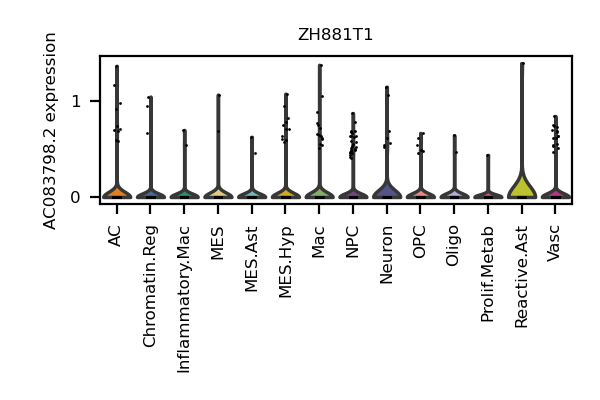 ZH881T1
AC083798.2 expression
1
0
AC
Chromatin.Reg
Inflammatory.Mac
MES
MES.Ast
MES.Hyp
Mac
NPC
Neuron
OPC
Oligo
Prolif.Metab
Reactive.Ast
Vasc